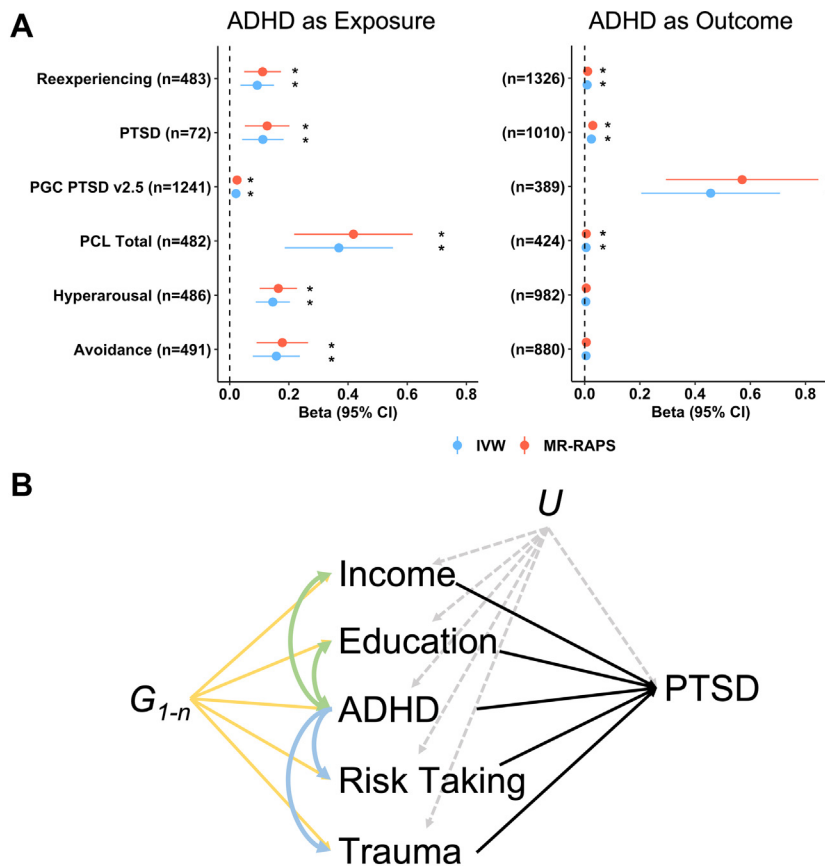 A
ADHD as Exposure
ADHD as Outcome
Reexperiencing (n=483)
*
*
(n=1326)
*
*
PTSD (n=72)
*
*
(n=1010)
*
*
PGC PTSD v2.5 (n=1241)
*
*
(n=389)
PCL Total (n=482)
*
*
(n=424)
*
*
Hyperarousal (n=486)
*
*
(n=982)
Avoidance (n=491)
*
*
(n=880)
0.0 0.2 0.4 0.6 0.8
0.0 0.2 0.4 0.6 0.8
Beta (95% CI)
Beta (95% CI)
IVW MR-RAPS
B
U
Income
Education
G1-n
ADHD
PTSD
Risk Taking
Trauma